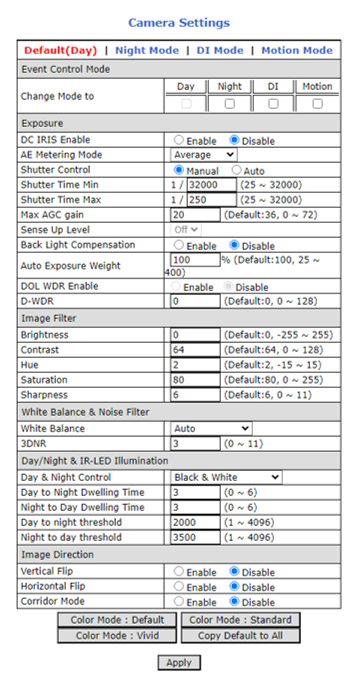 Camera Settings
Default(Day) | Night Mode | DI Mode | Motion Mode
Event Control Mode
Change Mode to Day Night DI Motion
Exposure
DC IRIS Enable Enable Disable
AE Metering Mode Average
Shutter Control Manual Auto
Shutter Time Min 1 / 32000 (25 ~ 32000)
Shutter Time Max 1 / 250 (25 ~ 32000)
Max AGC gain 20 (Default:36, 0 ~ 72)
Sense Up Level Off
Back Light Compensation Enable Disable
Auto Exposure Weight 100 % (Default:100, 25 ~
400)
DOL WDR Enable Enable Disable
D-WDR 0 (Default:0, 0 ~ 128)
Image Filter
Brightness 0 (Default:0, -255 ~ 255)
Contrast 64 (Default:64, 0 ~ 128)
Hue 2 (Default:2, -15 ~ 15)
Saturation 80 (Default:80, 0 ~ 255)
Sharpness 6 (Default:6, 0 ~ 11)
White Balance & Noise Filter
White Balance Auto
3DNR 3 (0 ~ 11)
Day/Night & IR-LED Illumination
Day & Night Control Black & White
Day to Night Dwelling Time 3 (0 ~ 6)
Night to Day Dwelling Time 3 (0 ~ 6)
Day to night threshold 2000 (1 ~ 4096)
Night to day threshold 3500 (1 ~ 4096)
Image Direction
Vertical Flip Enable Disable
Horizontal Flip Enable Disable
Corridor Mode Enable Disable
Color Mode : Default Color Mode : Standard
Color Mode : Vivid Copy Default to All
Apply